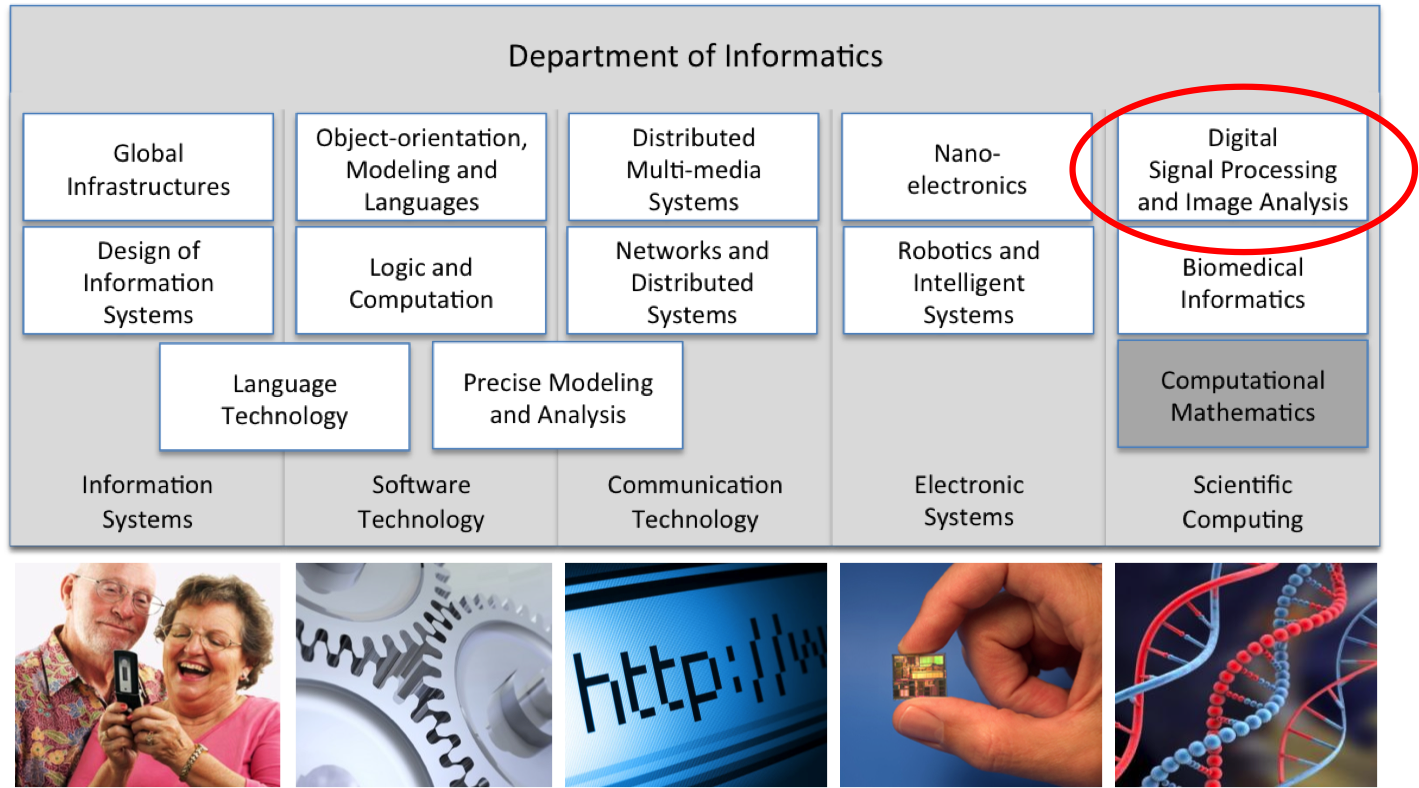 Department of Informatics
Global
Infrastructures
Object-orientation,
Modeling and
Languages
Distributed
Multi-media
Systems
Nano-
electronics
Digital
Signal Processing
and Image Analysis
Design of
Information
Systems
Logic and
Computation
Networks and
Distributed
Systems
Robotics and
Intelligent
Systems
Biomedical
Informatics
Language
Technology
Precise Modeling
and Analysis
Computational
Mathematics
Information
Systems
Software
Technology
Communication
Technology
Electronic
Systems
Scientific
Computing
http://w